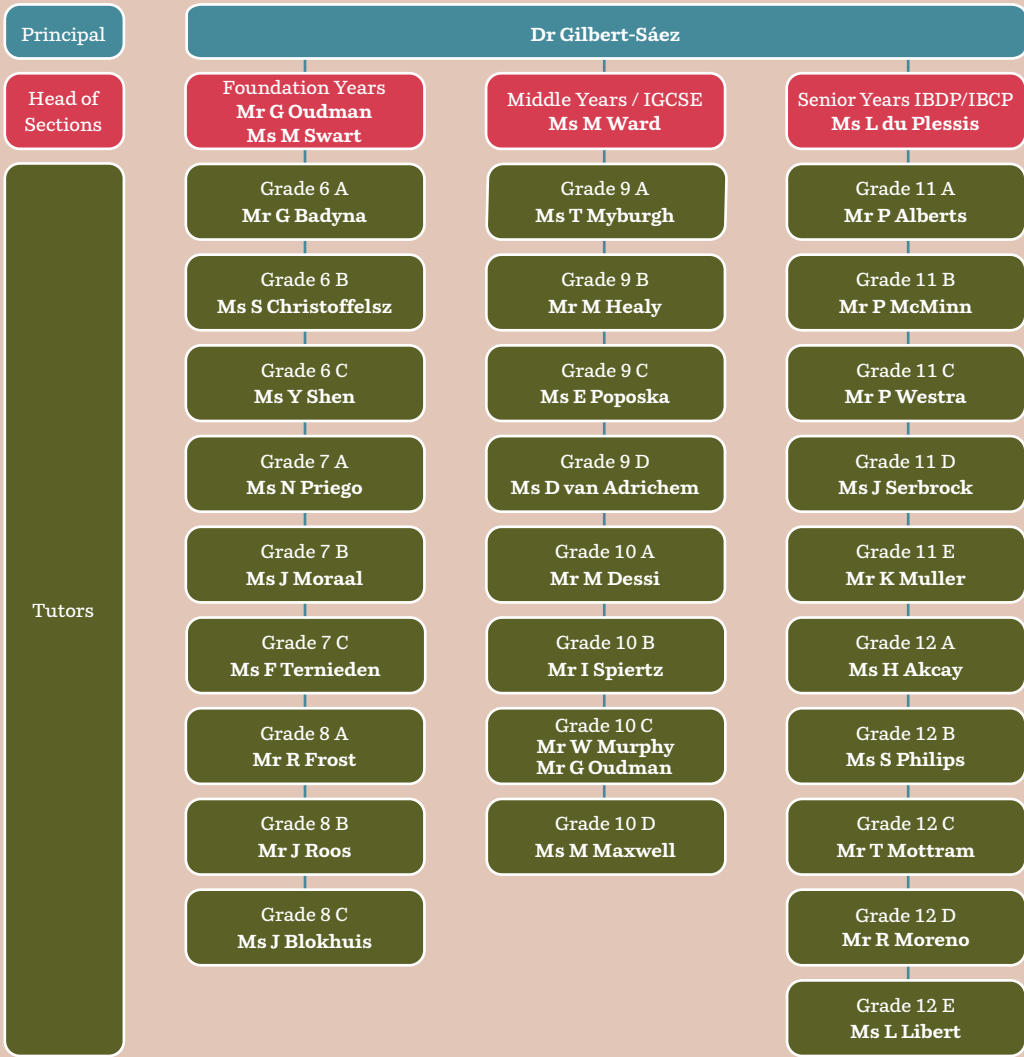 Principal
Dr Gilbert-Sáez
Head of
Sections
Foundation Years
Mr G Oudman
Ms M Swart
Middle Years / IGCSE
Ms M Ward
Senior Years IBDP/IBCP
Ms L du Plessis
Tutors
Grade 6 A
Mr G Badyna
Grade 6 B
Ms S Christoffelsz
Grade 6 C
Ms Y Shen
Grade 7 A
Ms N Priego
Grade 7 B
Ms J Moraal
Grade 7 C
Ms F Ternieden
Grade 8 A
Mr R Frost
Grade 8 B
Mr J Roos
Grade 8 C
Ms J Blokhuis
Grade 9 A
Ms T Myburgh
Grade 9 B
Mr M Healy
Grade 9 C
Ms E Poposka
Grade 9 D
Ms D van Adrichem
Grade 10 A
Mr M Dessi
Grade 10 B
Mr I Spiertz
Grade 10 C
Mr W Murphy
Mr G Oudman
Grade 10 D
Ms M Maxwell
Grade 11 A
Mr P Alberts
Grade 11 B
Mr P McMinn
Grade 11 C
Mr P Westra
Grade 11 D
Ms J Serbrock
Grade 11 E
Mr K Muller
Grade 12 A
Ms H Akcay
Grade 12 B
Ms S Philips
Grade 12 C
Mr T Mottram
Grade 12 D
Mr R Moreno
Grade 12 E
Ms L Libert